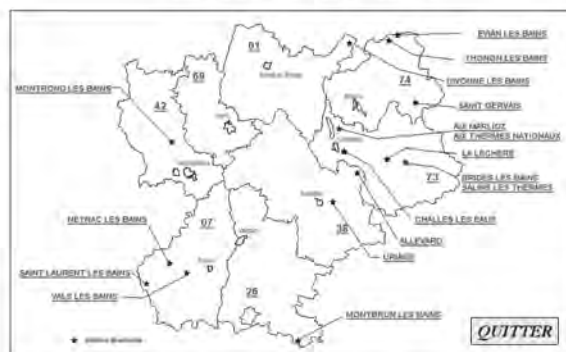 EVIAN LES BAINS
THONON LES BAINS
01
DIVONNE LES BAINS
69
74
MONTROND LES BAINS
SAINT GERVAIS
42
AIX MARLIOZ
AIX THERMES NATIONAUX
LA LECHERE
73
BRIDES LES BAINS
SALINS LES THERMES
CHALLES LES EAUX
07
NEYRAC LES BAINS
38
ALLEVARD
URIAGE
SAINT LAURENT LES BAINS
VALS LES BAINS
26
MONTBRUN LES BAINS
QUITTER